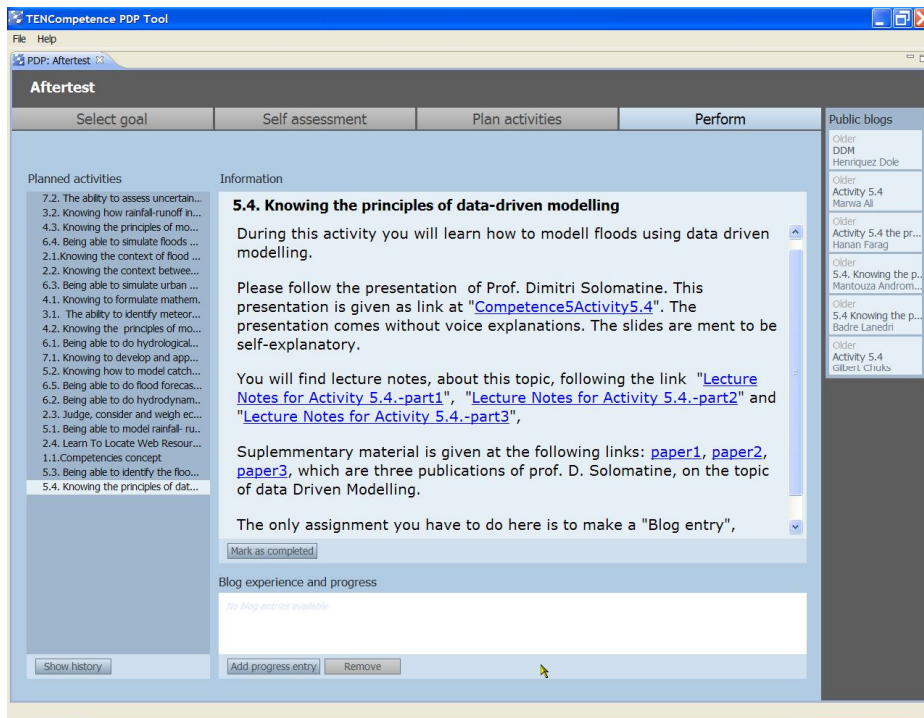 TENCompetence PDP Tool
File Help
PDP: Aftertest
Aftertest
Select goal
Self assessment
Plan activities
Perform
Planned activities
7.2. The ability to assess uncertain...
3.2. Knowing how rainfall-runoff in...
4.3. Knowing the principles of mo...
6.4. Being able to simulate floods ...
2.1.Knowing the context of flood ...
2.2. Knowing the context betwee...
6.3. Being able to simulate urban ...
4.1. Knowing to formulate mathem.
3.1. The ability to identify meteor...
4.2. Knowing the principles of mo...
6.1. Being able to do hydrological...
7.1. Knowing to develop and app...
5.2. Knowing how to model catch...
6.5. Being able to do flood forecas...
6.2. Being able to do hydrodynam..
2.3. Judge, consider and weigh ec...
5.1. Being able to model rainfall- ru..
2.4. Learn To Locate Web Resour...
1.1.Competencies concept
5.3. Being able to identify the floo...
5.4. Knowing the principles of dat...
Show history
Information
5.4. Knowing the principles of data-driven modelling
During this activity you will learn how to modell floods using data driven
modelling.
Please follow the presentation of Prof. Dimitri Solomatine. This
presentation is given as link at "Competence5Activity5.4". The
presentation comes without voice explanations. The slides are ment to be
self-explanatory.
You will find lecture notes, about this topic, following the link "Lecture
Notes for Activity 5.4.-part1", "Lecture Notes for Activity 5.4.-part2" and
"Lecture Notes for Activity 5.4.-part3",
Suplemmentary material is given at the following links: paper1, paper2,
paper3, which are three publications of prof. D. Solomatine, on the topic
of data Driven Modelling.
The only assignment you have to do here is to make a "Blog entry",
Mark as completed
Blog experience and progress
No blog entries available
Add progress entry
Remove
Public blogs
Older
DDM
Henriquez Dole
Older
Activity 5.4
Marwa Ali
Older
Activity 5.4 the pr...
Hanan Farag
Older
5.4. Knowing the p..
Mantouza Androm...
Older
5.4 Knowing the p...
Badre Lanedri
Older
Activity 5.4
Gilbert Chuks